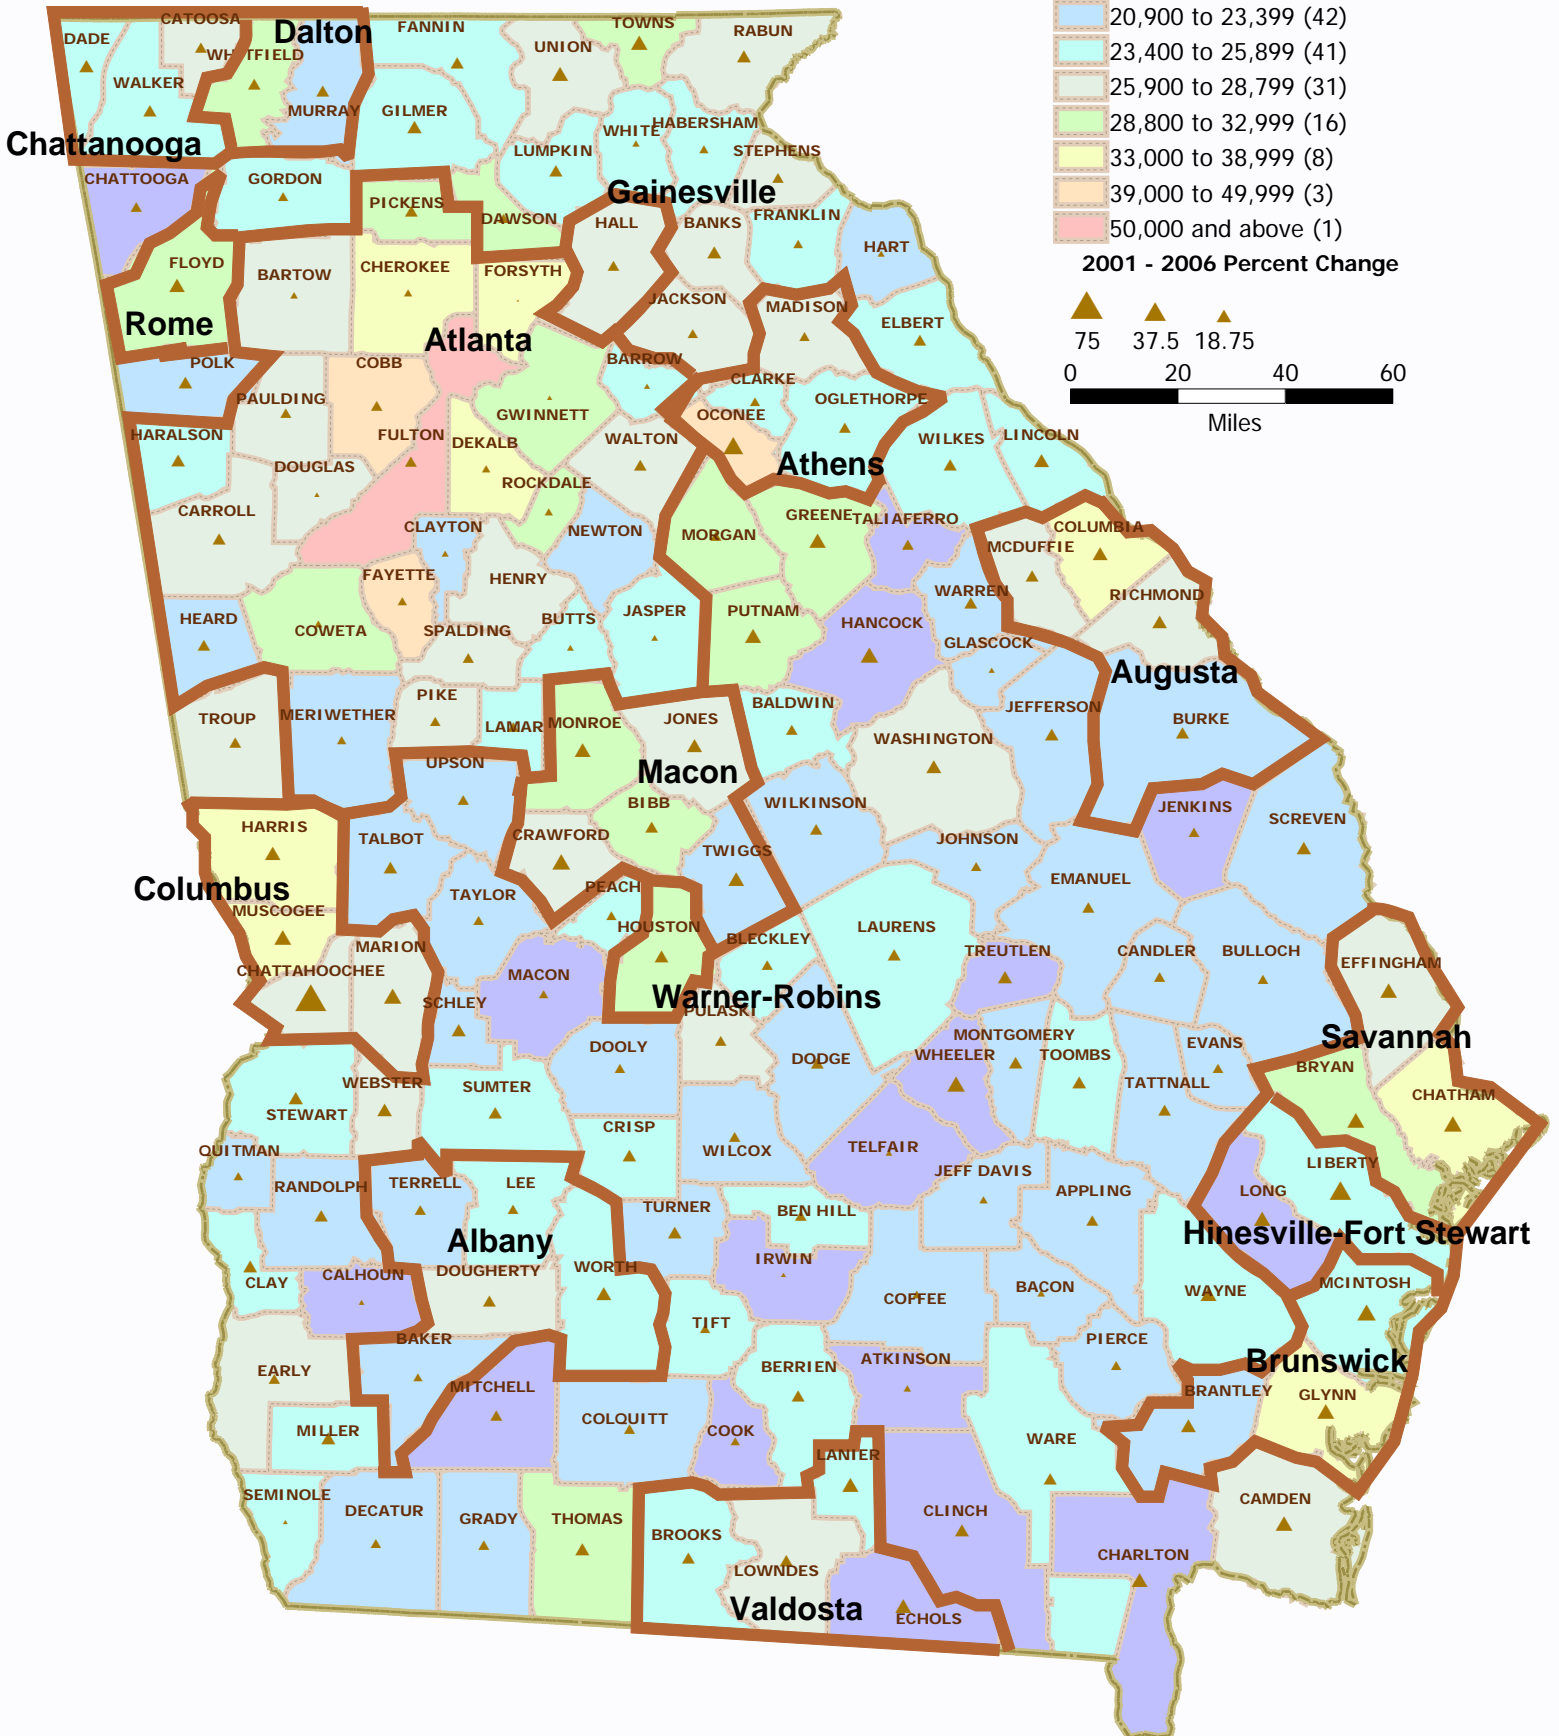 20,900 to 23,399 (42)
23,400 to 25,899 (41)
25,900 to 28,799 (31)
28,800 to 32,999 (16)
33,000 to 38,999 (8)
39,000 to 49,999 (3)
50,000 and above (1)
2001 - 2006 Percent Change
75 37.5 18.75
0 20 40 60
Miles
CATOOSA
DADE
Dalton
FANNIN
TOWNS
UNION
RABUN
WHITFIELD
WALKER
MURRAY
GILMER
Chattanooga
WHITE
HABERSHAM
LUMPKIN
STEPHENS
CHATTOOGA
GORDON
Gainesville
PICKENS
DAWSON
HALL
BANKS
FRANKLIN
HART
FLOYD
BARTOW
CHEROKEE
FORSYTH
JACKSON
MADISON
ELBERT
Rome
Atlanta
POLK
COBB
BARROW
CLARKE
PAULDING
GWINNETT
OCONEE
OGLETHORPE
HARALSON
FULTON
DEKALB
WALTON
WILKES
LINCOLN
DOUGLAS
Athens
ROCKDALE
CARROLL
CLAYTON
NEWTON
MORGAN
GREENE
TALIAFERRO
COLUMBIA
MCDUFFIE
FAYETTE
HENRY
WARREN
RICHMOND
HEARD
COWETA
SPALDING
BUTTS
JASPER
PUTNAM
HANCOCK
GLASCOCK
Augusta
PIKE
LAMAR
MONROE
JONES
BALDWIN
JEFFERSON
BURKE
TROUP
MERIWETHER
WASHINGTON
UPSON
Macon
BIBB
WILKINSON
JENKINS
SCREVEN
HARRIS
TALBOT
CRAWFORD
TWIGGS
JOHNSON
EMANUEL
Columbus
TAYLOR
PEACH
MUSCOGEE
HOUSTON
LAURENS
MARION
BLECKLEY
TREUTLEN
CANDLER
BULLOCH
CHATTAHOOCHEE
MACON
EFFINGHAM
SCHLEY
Warner-Robins
PULASKI
DOOLY
DODGE
MONTGOMERY
WHEELER
TOOMBS
EVANS
Savannah
WEBSTER
SUMTER
TATTNALL
BRYAN
STEWART
CHATHAM
CRISP
WILCOX
TELFAIR
QUITMAN
JEFF DAVIS
LIBERTY
RANDOLPH
TERRELL
LEE
APPLING
LONG
TURNER
BEN HILL
Hinesville-Fort Stewart
Albany
IRWIN
CLAY
CALHOUN
DOUGHERTY
WORTH
COFFEE
BACON
WAYNE
MCINTOSH
TIFT
BAKER
PIERCE
EARLY
BERRIEN
ATKINSON
Brunswick
MITCHELL
BRANTLEY
GLYNN
MILLER
COLQUITT
COOK
WARE
LANIER
SEMINOLE
DECATUR
GRADY
THOMAS
BROOKS
CLINCH
CAMDEN
LOWNDES
CHARLTON
Valdosta
ECHOLS